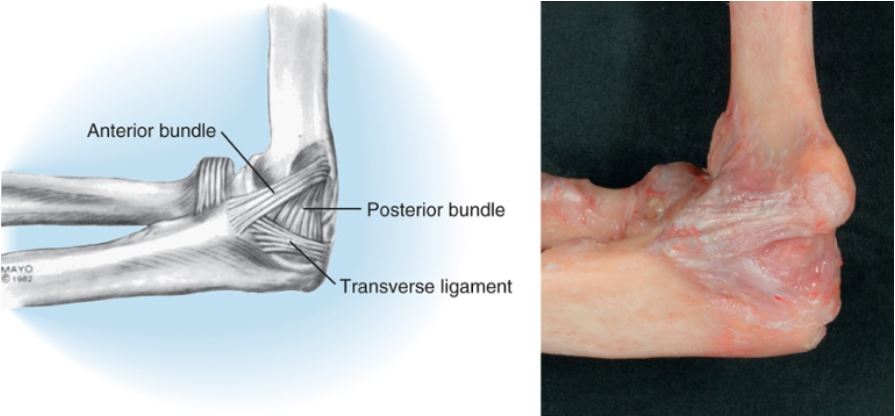 Anterior bundle
Posterior bundle
Transverse ligament
MAYO
©1982